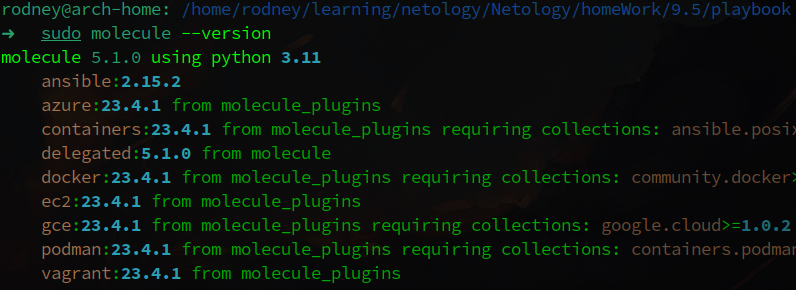 rodney@arch-home: /home/rodney/learning/netology/Netology/homeWork/9.5/playbook
➜ sudo molecule --version
molecule 5.1.0 using python 3.11
ansible:2.15.2
azure:23.4.1 from molecule_plugins
containers:23.4.1 from molecule_plugins requiring collections: ansible.posix
delegated:5.1.0 from molecule
docker:23.4.1 from molecule_plugins requiring collections: community.docker>
ec2:23.4.1 from molecule_plugins
gce:23.4.1 from molecule_plugins requiring collections: google.cloud>=1.0.2
podman:23.4.1 from molecule_plugins requiring collections: containers.podman
vagrant:23.4.1 from molecule_plugins